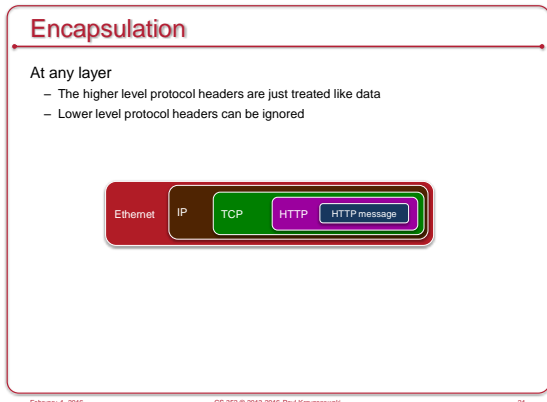 Encapsulation
At any layer
– The higher level protocol headers are just treated like data
– Lower level protocol headers can be ignored
Ethernet IP TCP HTTP HTTP message